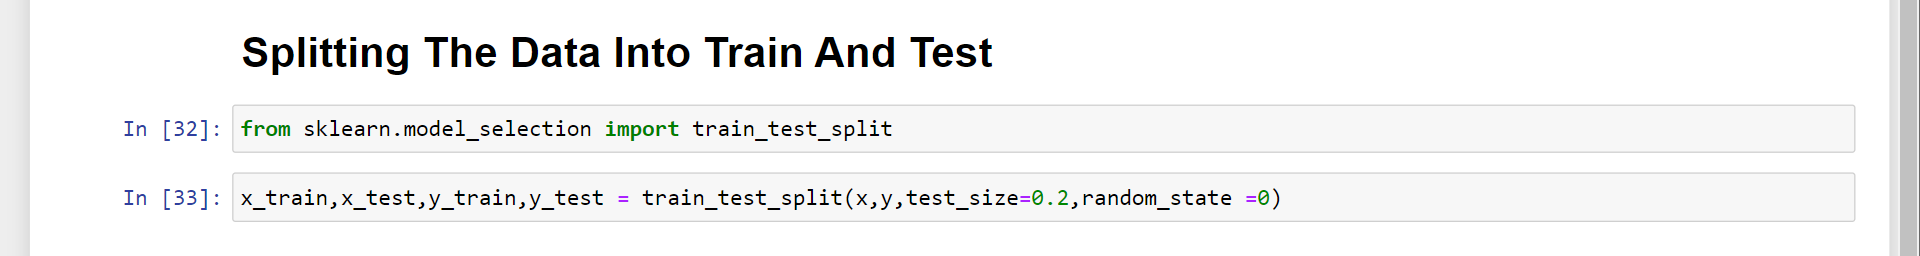 Splitting The Data Into Train And Test
In [32]: from sklearn.model_selection import train_test_split
In [33]: x_train,x_test,y_train,y_test = train_test_split(x,y,test_size=0.2,random_state =0)